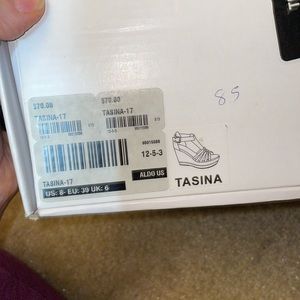 $70.00 $70.00
TASINA-17 TASINA-17
85
12-5-3
ALDO US
TASINA-17
US: 8- EU: 39 UK: 6
TASINA